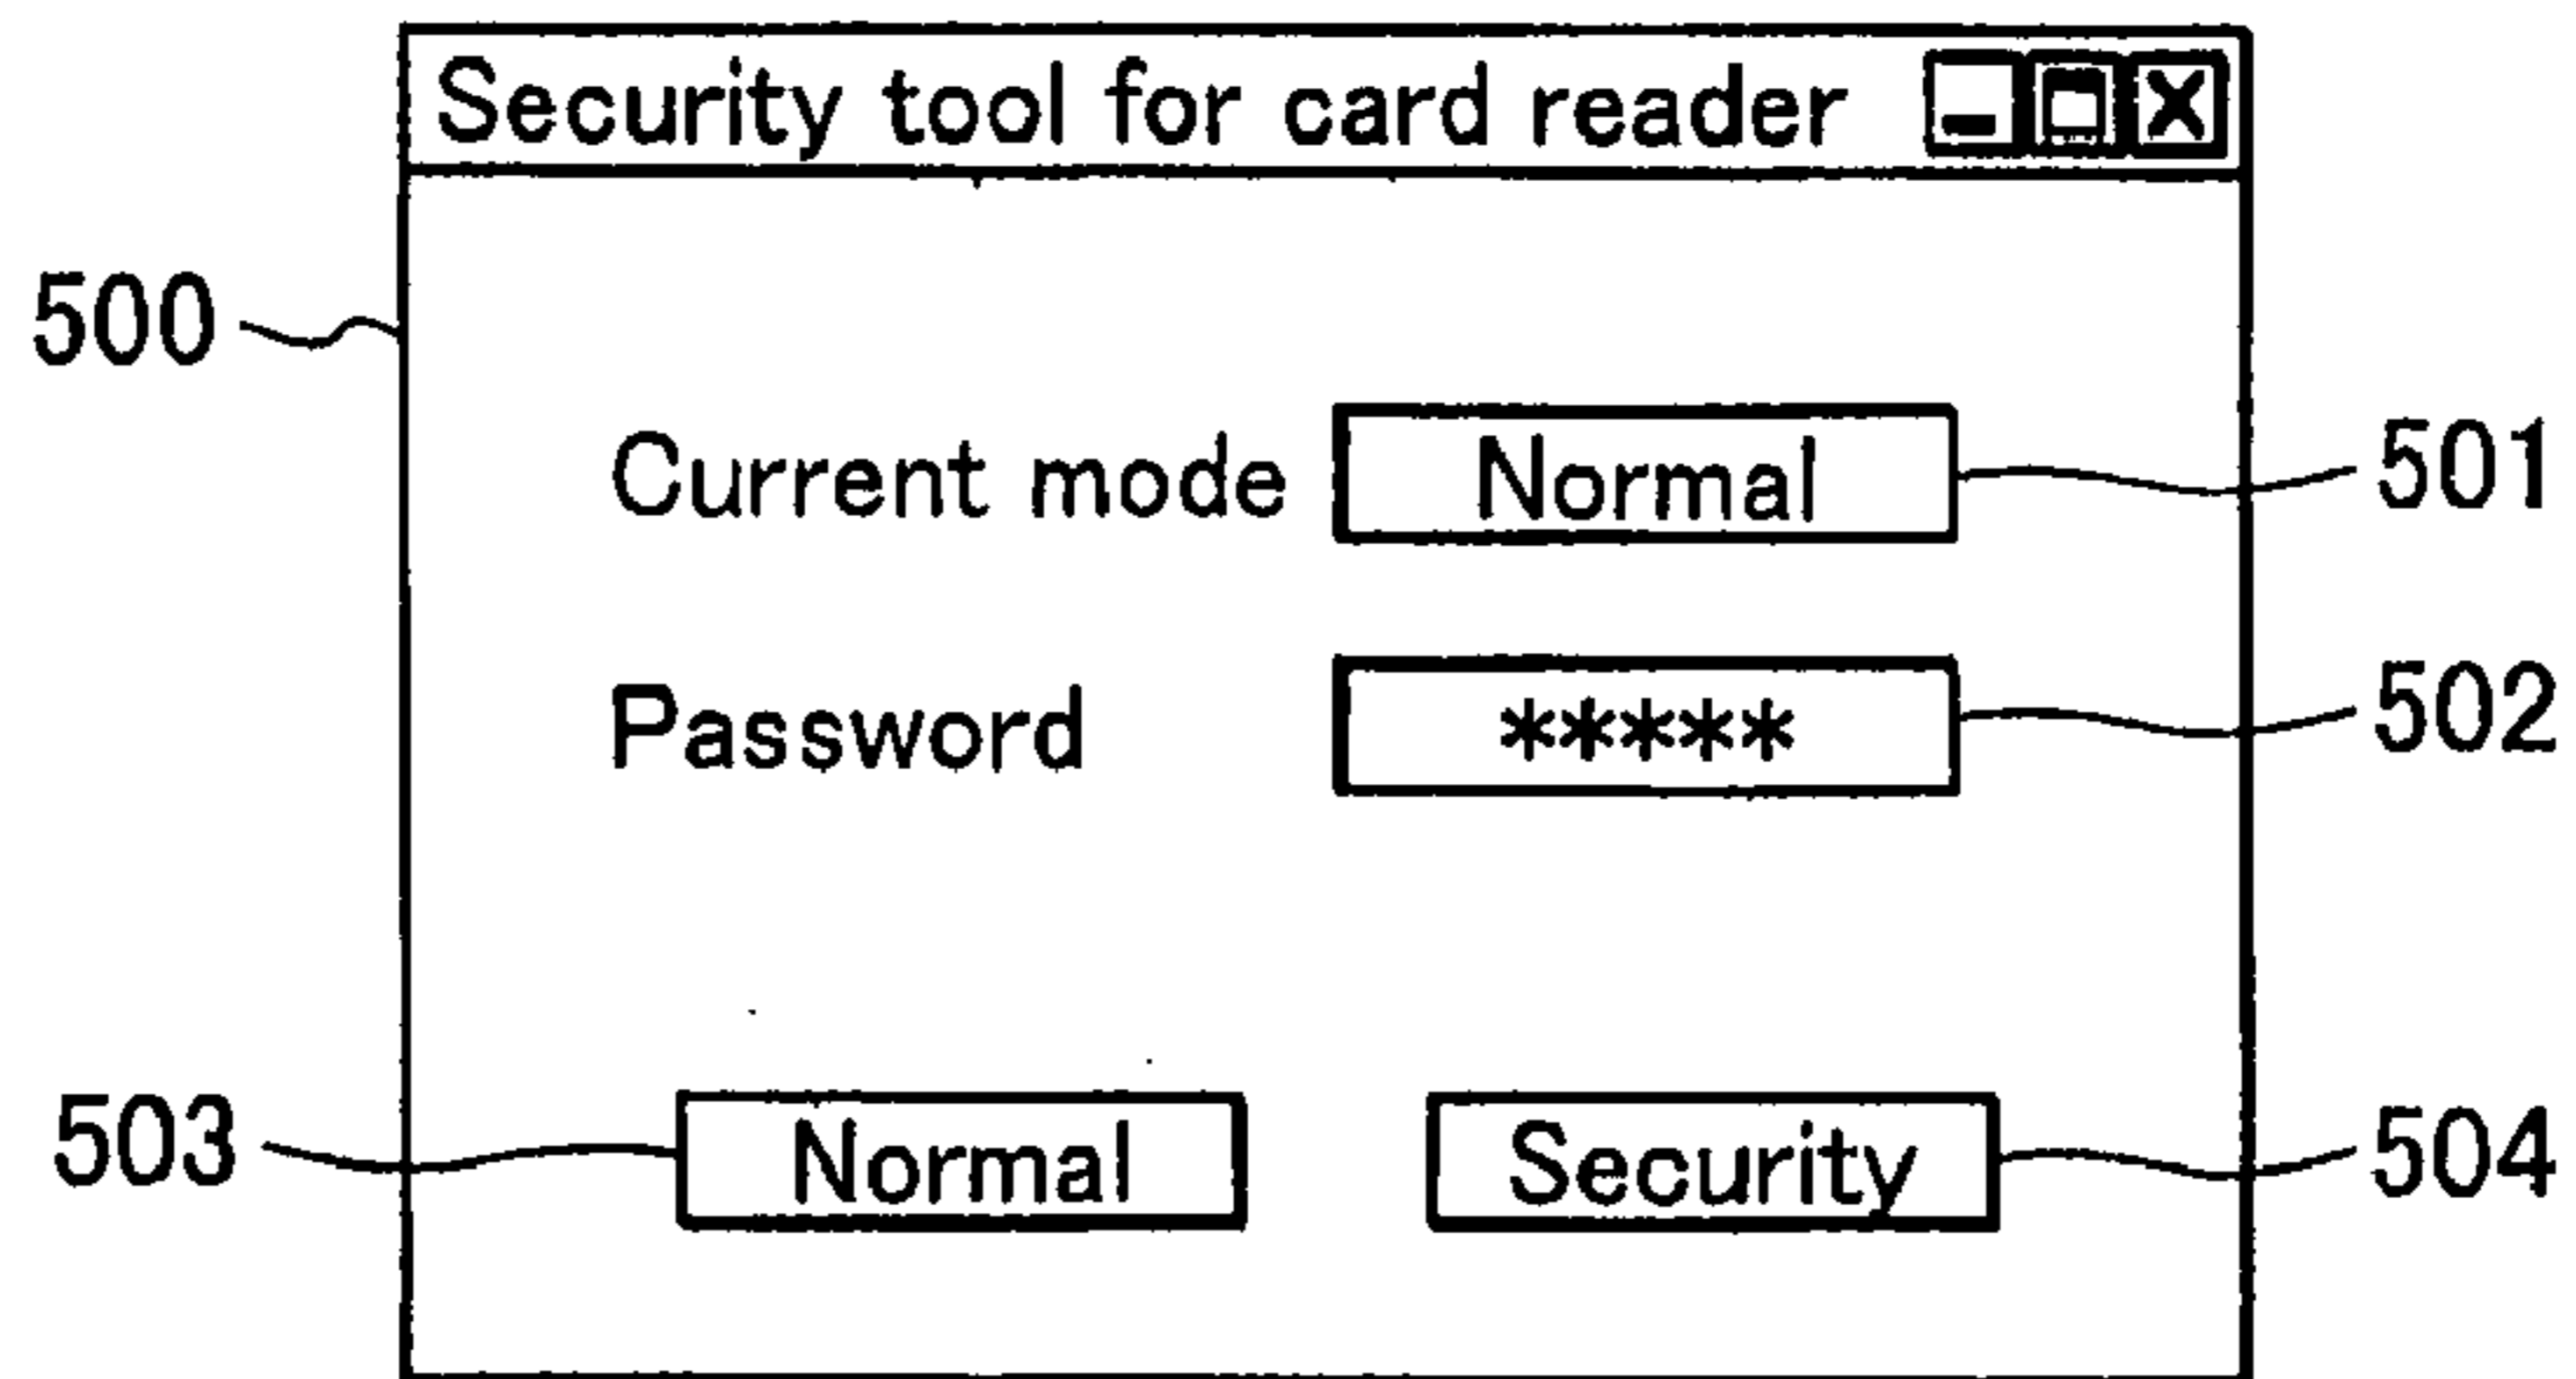 Security tool for card reader
500
Current mode Normal 501
Password ***** 502
503 Normal Security 504